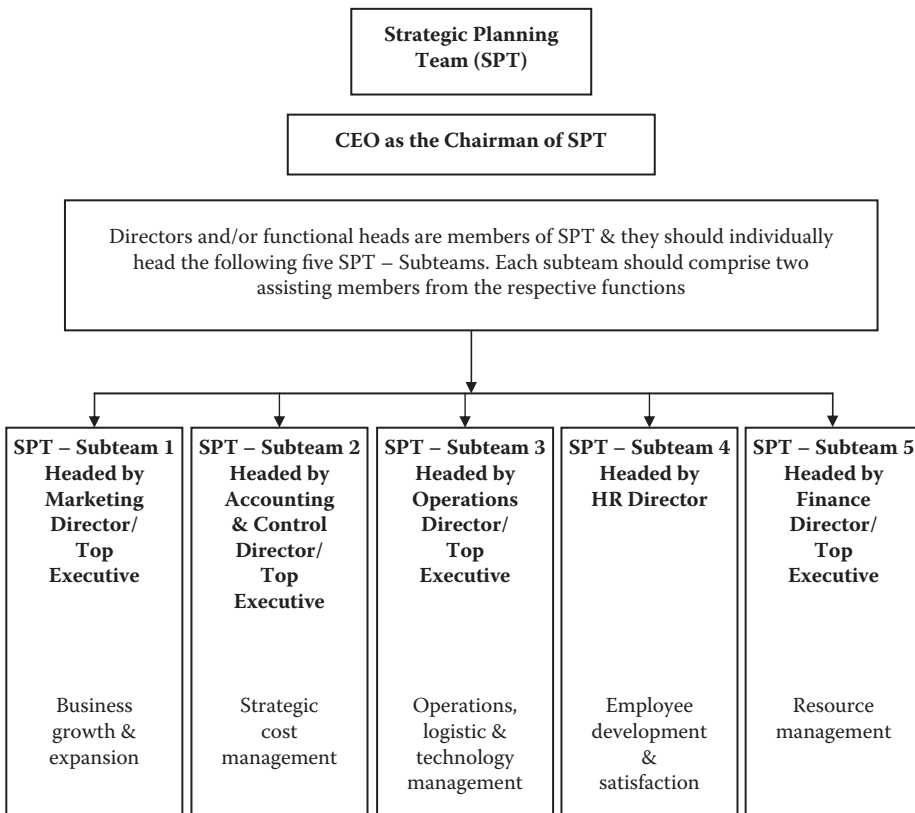 Strategic Planning
Team (SPT)
CEO as the Chairman of SPT
Directors and/or functional heads are members of SPT & they should individually
head the following five SPT – Subteams. Each subteam should comprise two
assisting members from the respective functions
SPT – Subteam 1
Headed by
Marketing
Director/
Top
Executive
Business
growth &
expansion
SPT – Subteam 2
Headed by
Accounting
& Control
Director/
Top
Executive
Strategic
cost
management
SPT – Subteam 3
Headed by
Operations
Director/
Top
Executive
Operations,
logistic &
technology
management
SPT – Subteam 4
Headed by
HR Director
Employee
development
&
satisfaction
SPT – Subteam 5
Headed by
Finance
Director/
Top
Executive
Resource
management